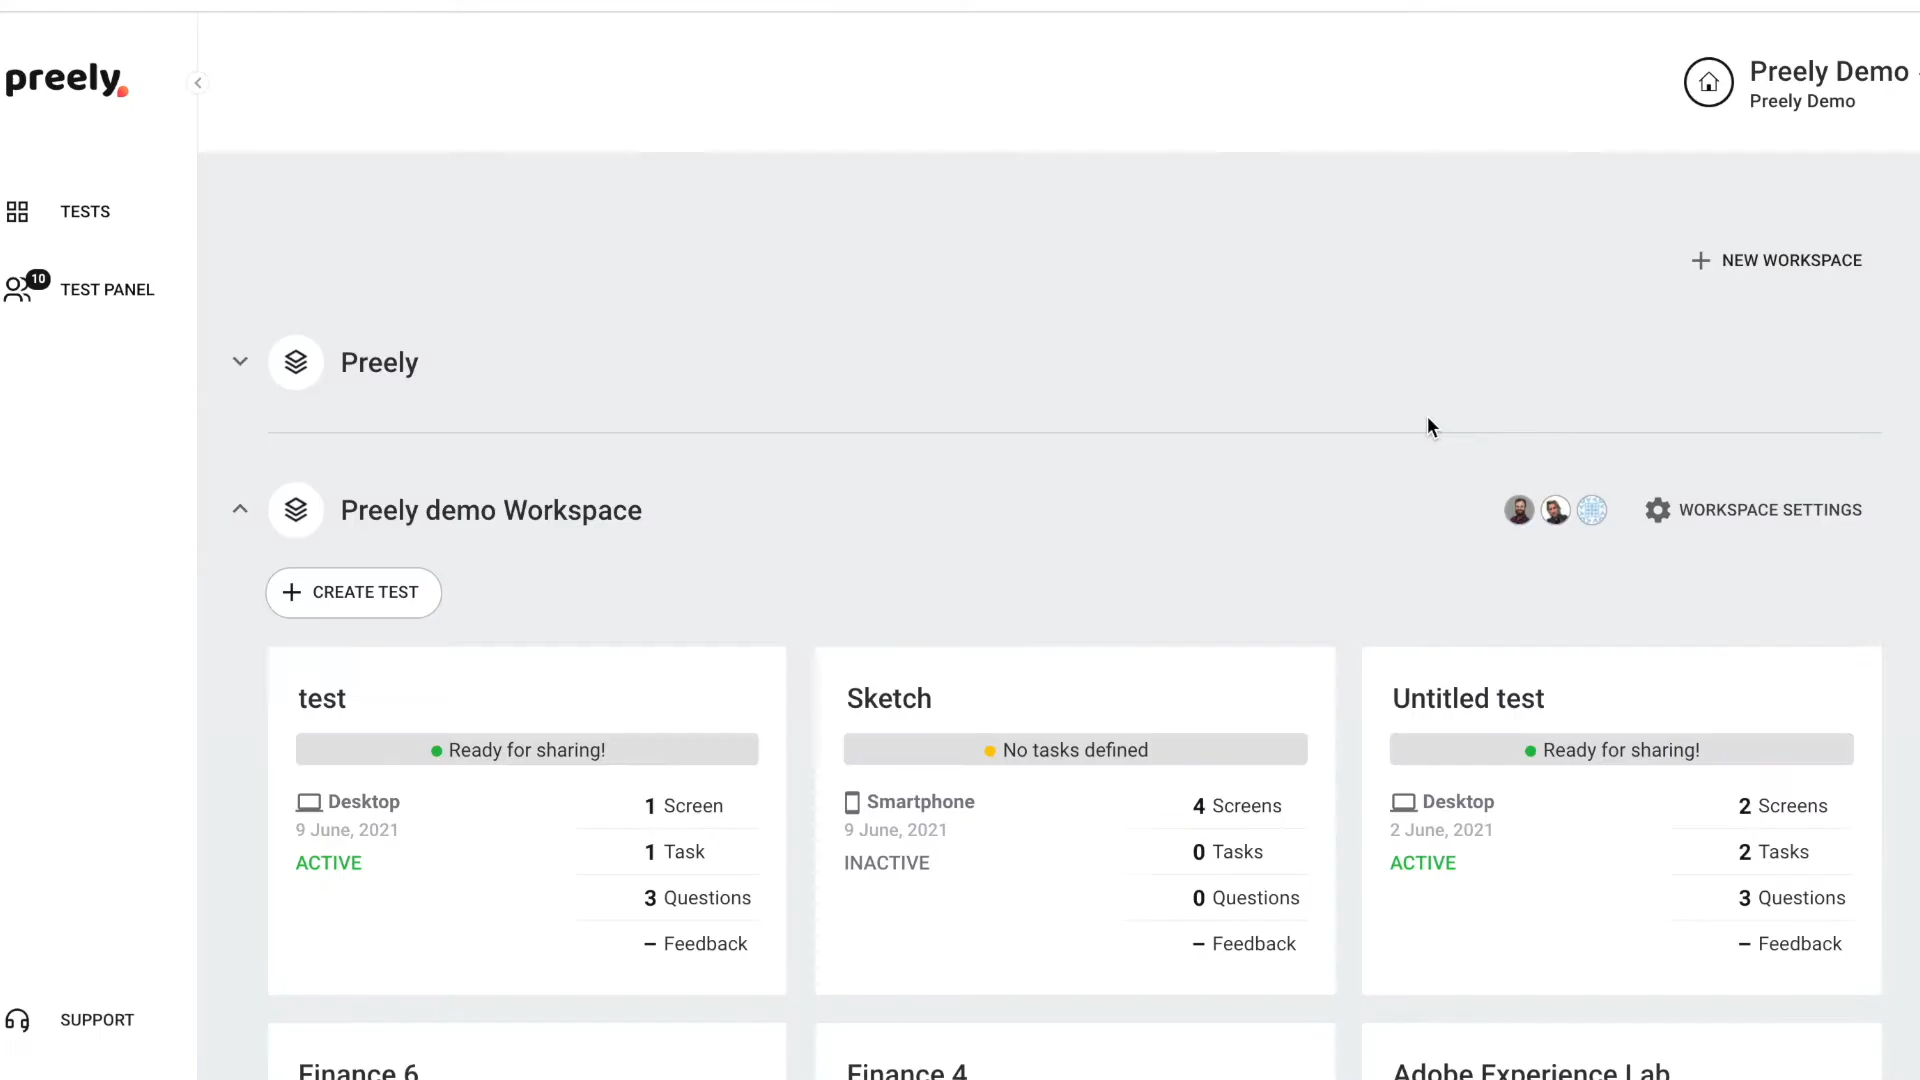 preely.
Preely Demo
Preely Demo
TESTS
10
TEST PANEL
NEW WORKSPACE
Preely
Preely demo Workspace
WORKSPACE SETTINGS
CREATE TEST
test
Ready for sharing!
Desktop
9 June, 2021
ACTIVE
1 Screen
1 Task
3 Questions
– Feedback
Sketch
No tasks defined
Smartphone
9 June, 2021
INACTIVE
4 Screens
0 Tasks
0 Questions
– Feedback
Untitled test
Ready for sharing!
Desktop
2 June, 2021
ACTIVE
2 Screens
2 Tasks
3 Questions
– Feedback
SUPPORT
Finance 6
Finance 4
Adobe Experience Lab